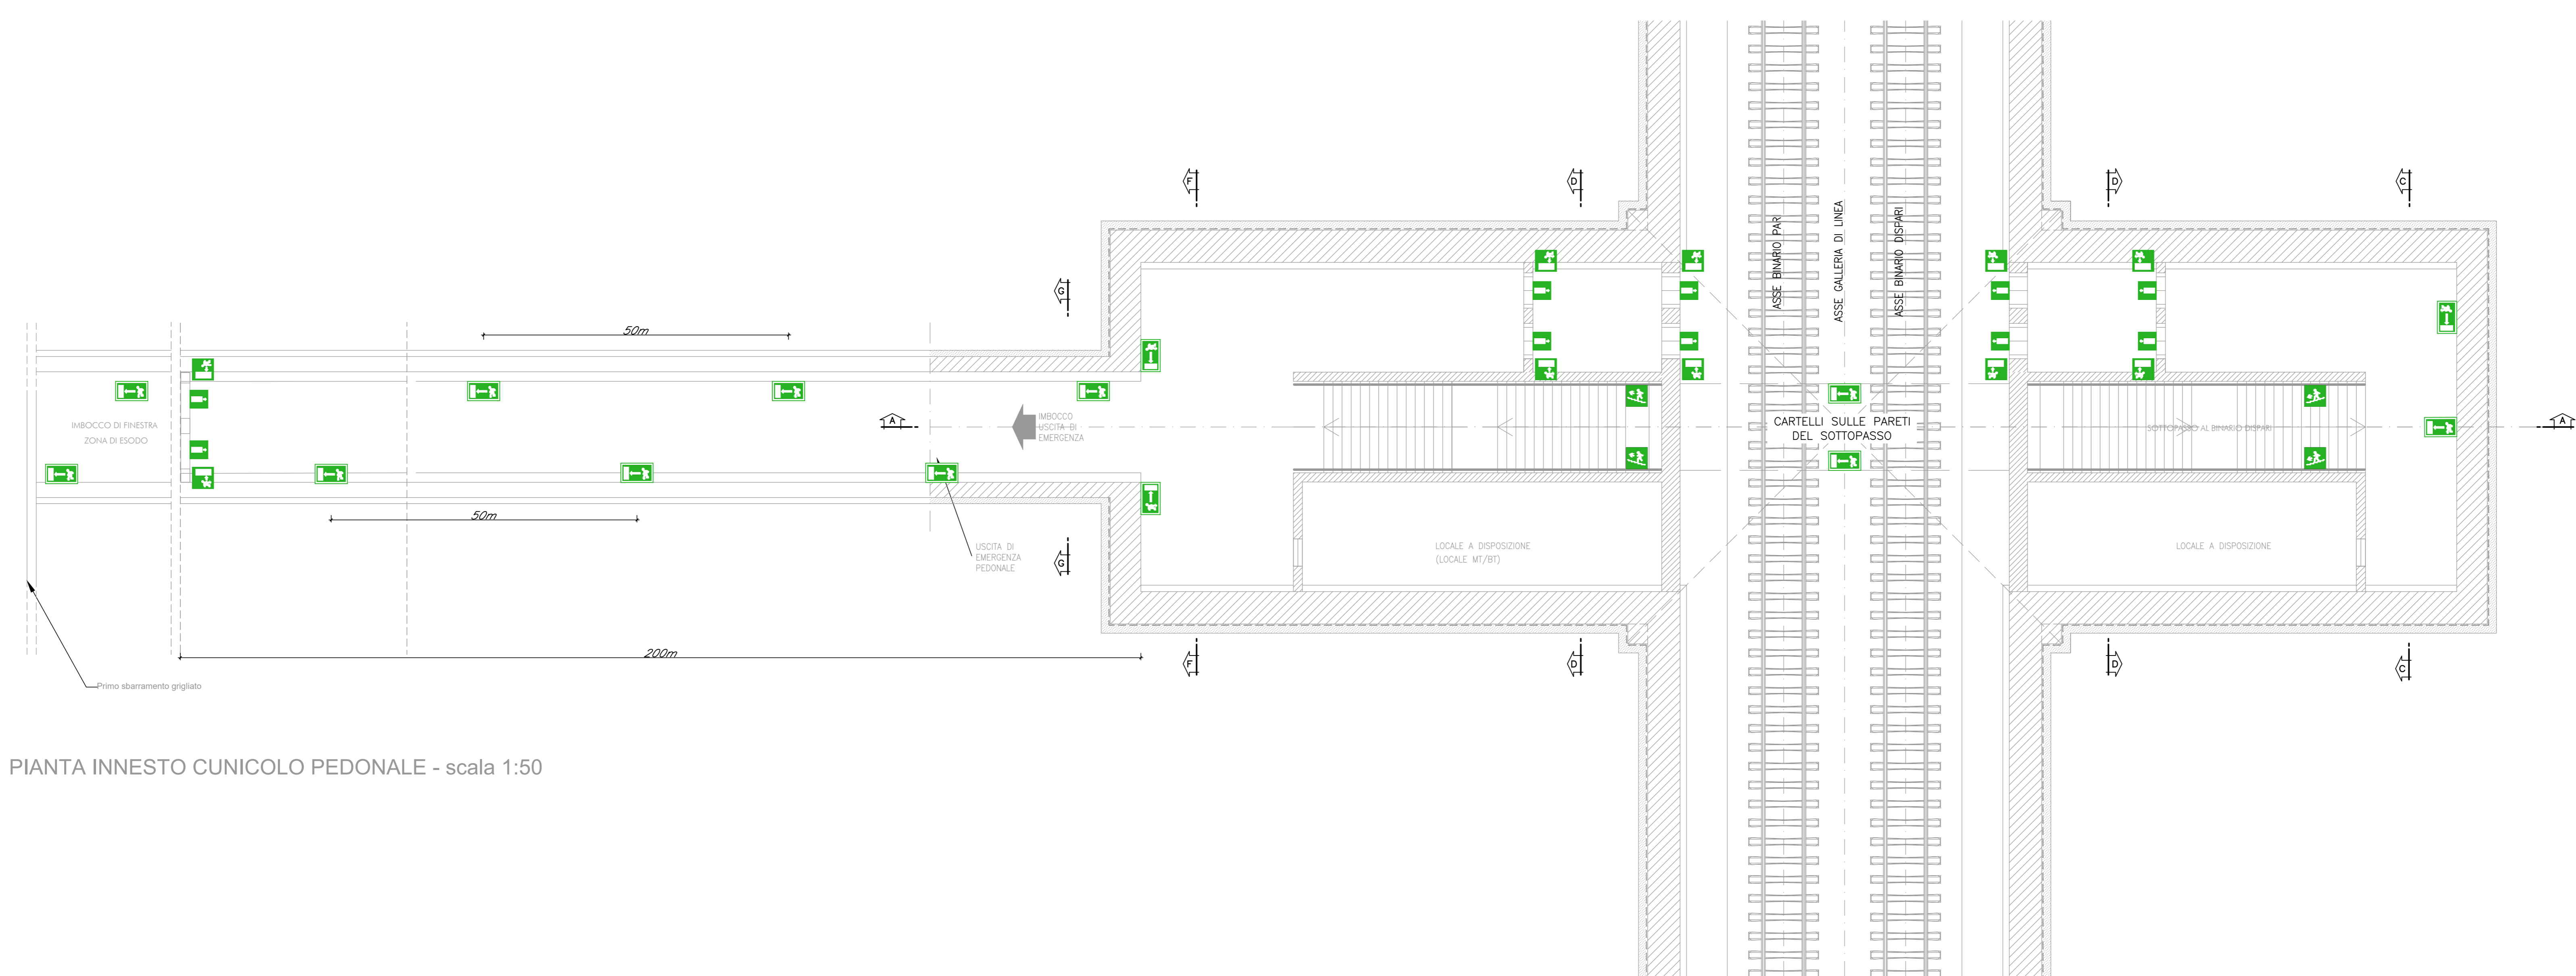 F
D
D
C
G
ASSE BINARIO PARI
ASSE GALLERIA DI LINEA
ASSE BINARIO DISPARI
50m
IMBOCCO DI FINESTRA
ZONA DI ESODO
A
IMBOCCO
USCITA DI
EMERGENZA
CARTELLI SULLE PARETI
DEL SOTTOPASSO
SOTTOPASSO AL BINARIO DISPARI
A
50m
USCITA DI
EMERGENZA
PEDONALE
G
LOCALE A DISPOSIZIONE
(LOCALE MT/BT)
LOCALE A DISPOSIZIONE
200m
F
D
D
C
Primo sbarramento grigliato
PIANTA INNESTO CUNICOLO PEDONALE - scala 1:50